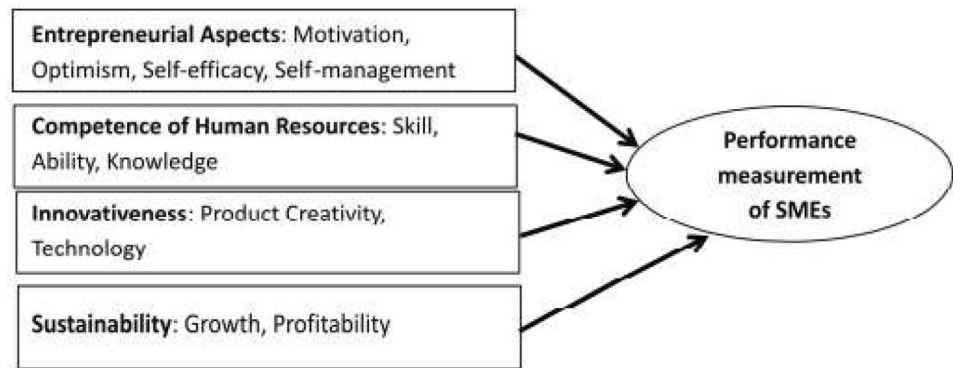 Entrepreneurial Aspects: Motivation,
Optimism, Self-efficacy, Self-management
Competence of Human Resources: Skill,
Ability, Knowledge
Innovativeness: Product Creativity,
Technology
Sustainability: Growth, Profitability
Performance
measurement
of SMEs